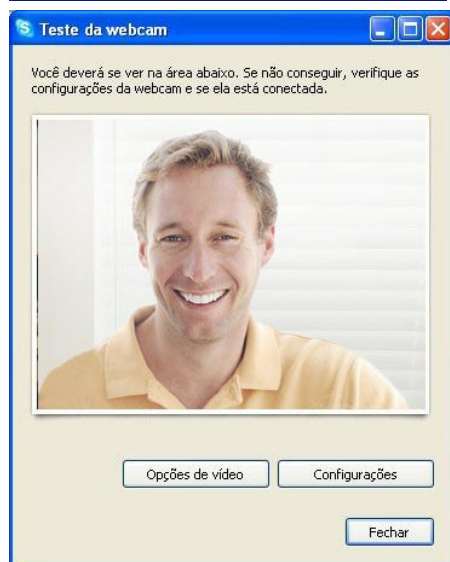 Teste da webcam
Você deverá se ver na área abaixo. Se não conseguir, verifique as
configurações da webcam e se ela está conectada.
Opções de vídeo
Configurações
Fechar